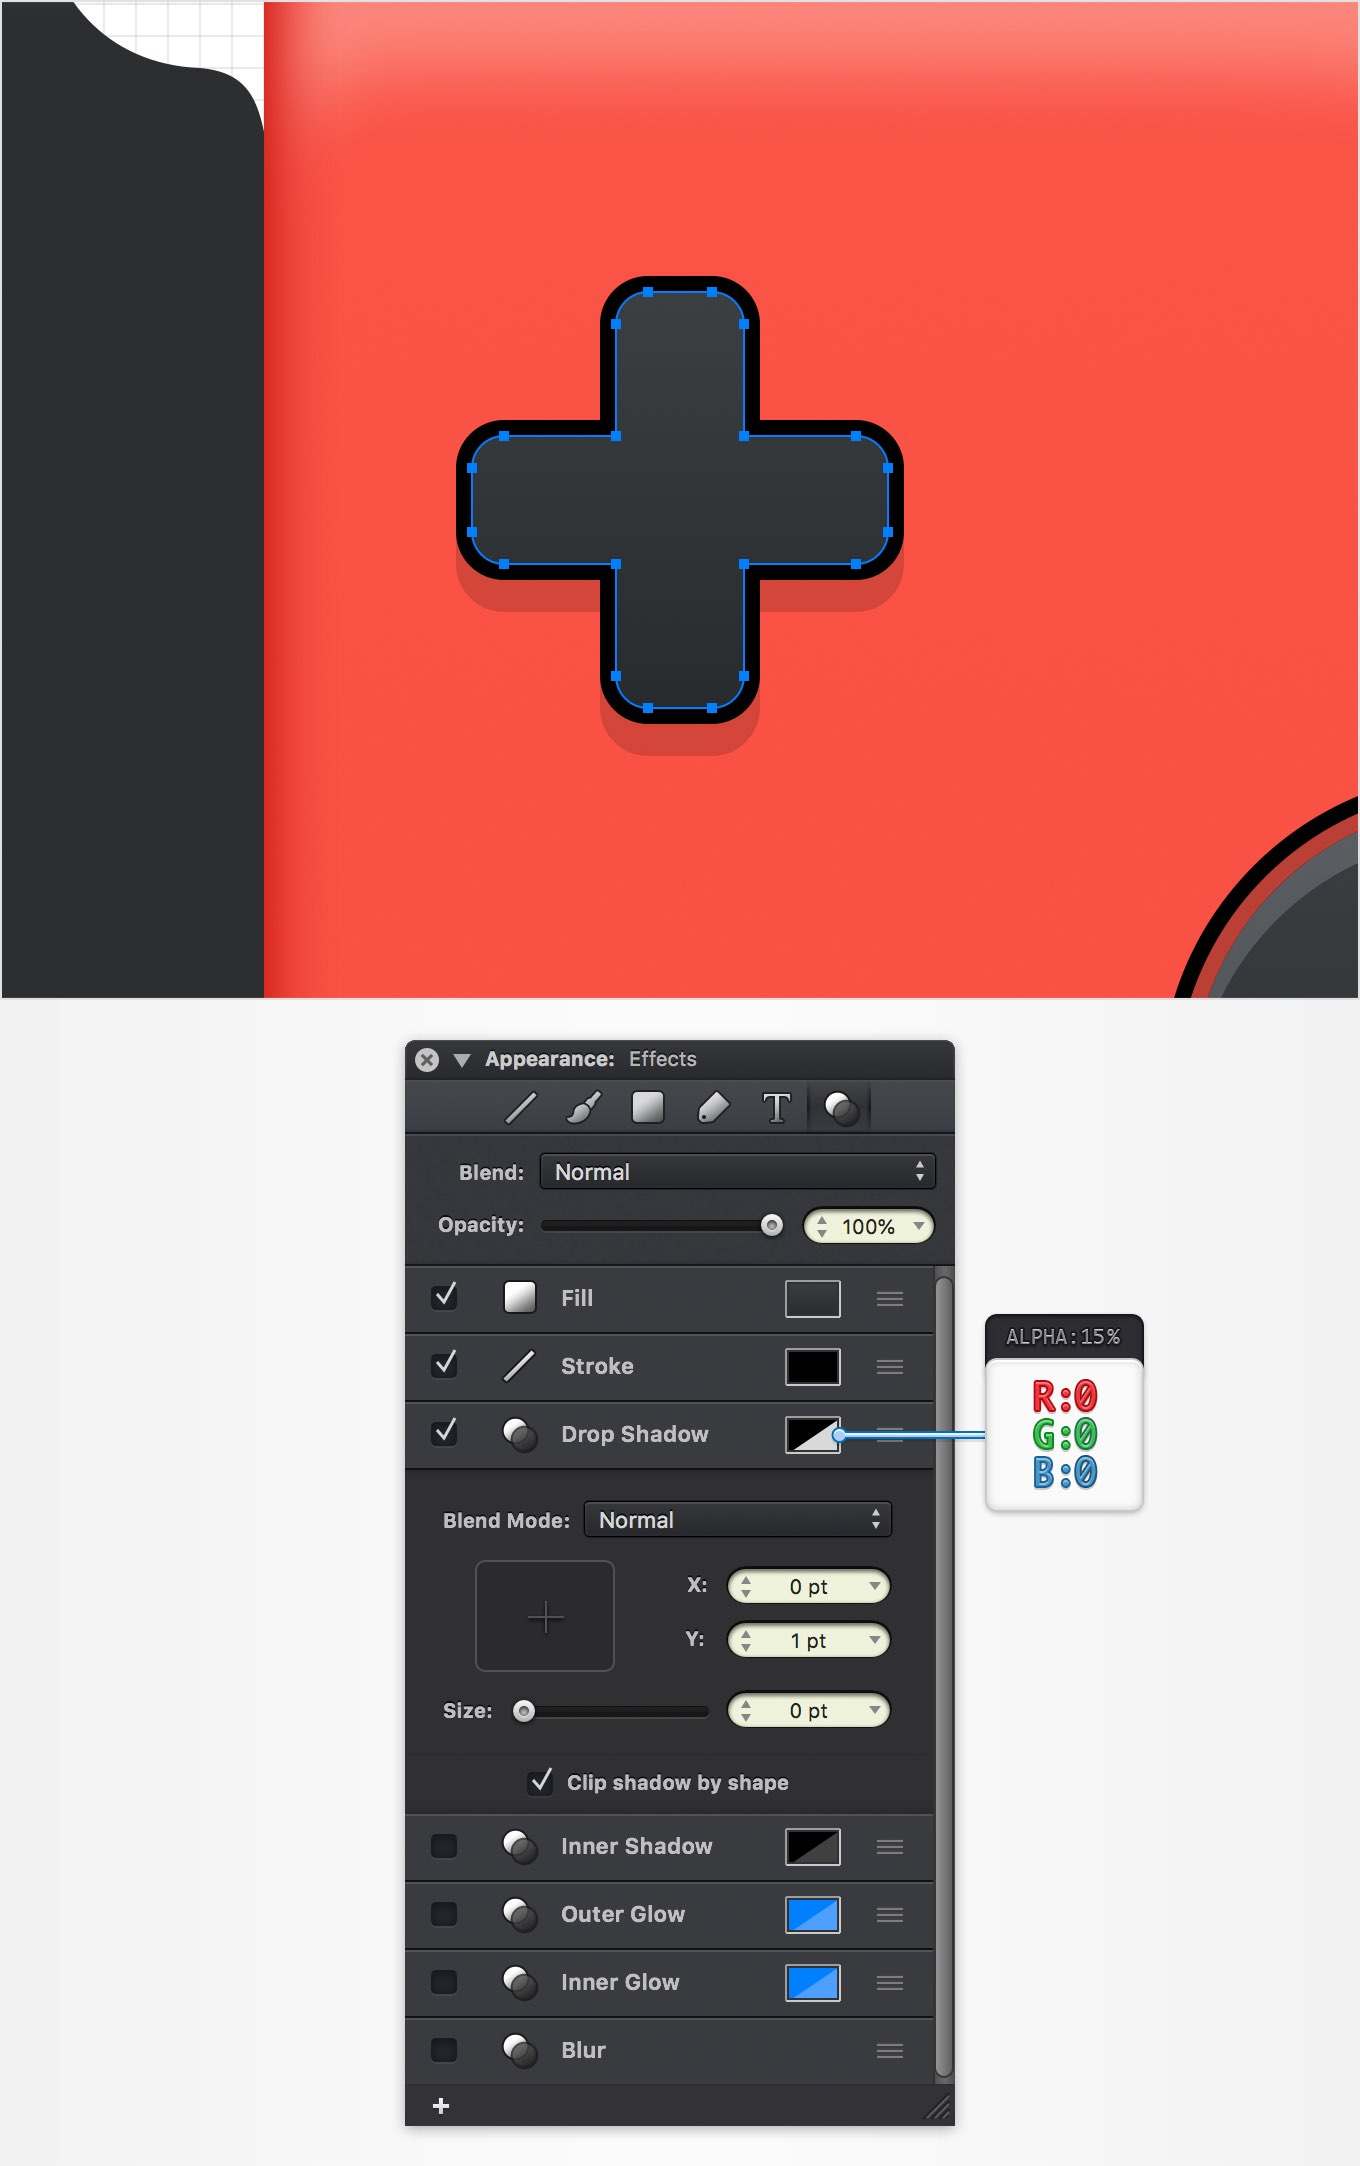 Appearance: Effects
T
Blend: Normal
Opacity: 100%
Fill
Stroke
Drop Shadow
ALPHA:15%
R:0
G:0
B:0
Blend Mode: Normal
X: 0 pt
Y: 1 pt
Size: 0 pt
Clip shadow by shape
Inner Shadow
Outer Glow
Inner Glow
Blur
+